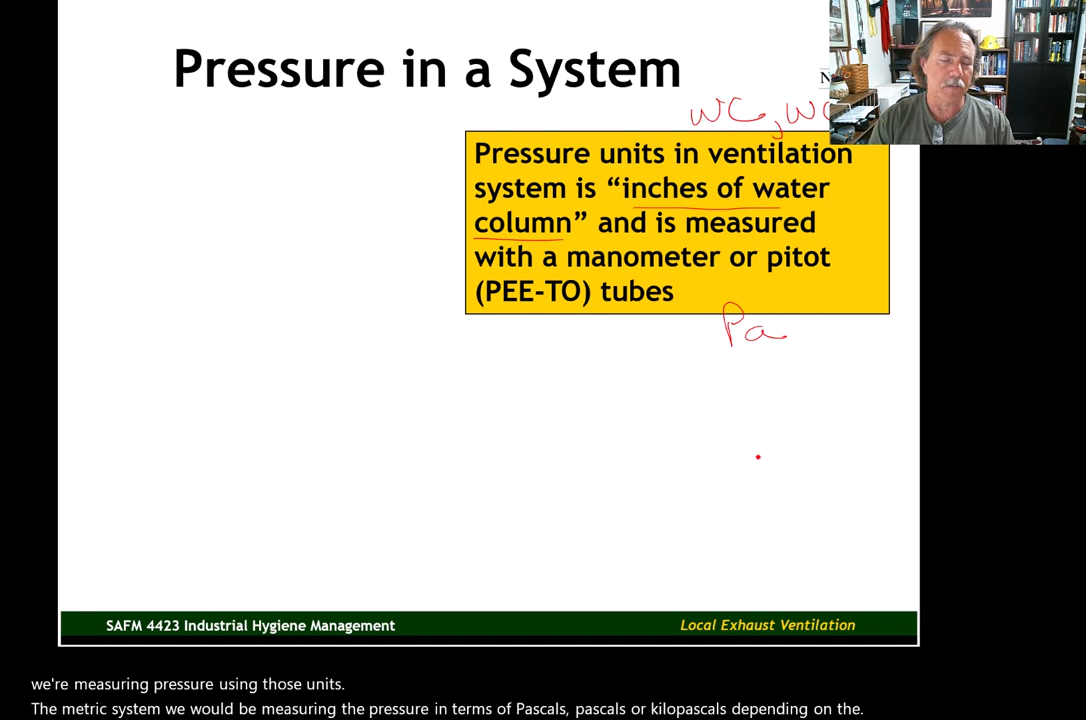 Pressure in a System
N
wc, wc
Pressure units in ventilation
system is “inches of water
column” and is measured
with a manometer or pitot
(PEE-TO) tubes
Pa
SAFM 4423 Industrial Hygiene Management
Local Exhaust Ventilation
we're measuring pressure using those units.
The metric system we would be measuring the pressure in terms of Pascals, pascals or kilopascals depending on the.